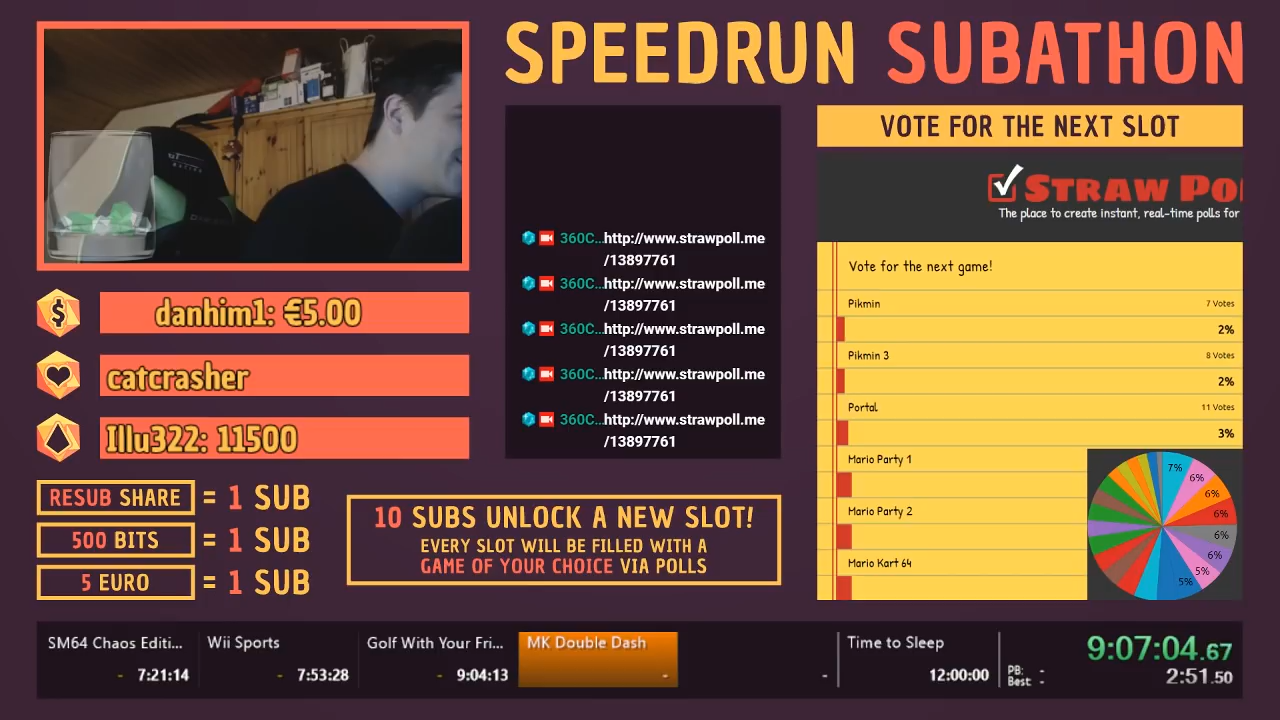 SPEEDRUN SUBATHON
VOTE FOR THE NEXT SLOT
STRAW PO
The place to create instant, real-time polls for
Vote for the next game!
Pikmin 7 Votes
2%
Pikmin 3 8 Votes
2%
Portal 11 Votes
3%
Mario Party 1
Mario Party 2
Mario Kart 64
7%
6%
6%
6%
6%
6%
5%
5%
360C... http://www.strawpoll.me
/13897761
360C... http://www.strawpoll.me
/13897761
360C... http://www.strawpoll.me
/13897761
360C... http://www.strawpoll.me
/13897761
360C... http://www.strawpoll.me
/13897761
danhim1: €5.00
catcrasher
Illu322: 11500
RESUB SHARE = 1 SUB
500 BITS = 1 SUB
5 EURO = 1 SUB
10 SUBS UNLOCK A NEW SLOT!
EVERY SLOT WILL BE FILLED WITH A
GAME OF YOUR CHOICE VIA POLLS
SM64 Chaos Editi... Wii Sports Golf With Your Fri... MK Double Dash Time to Sleep
- 7:21:14 - 7:53:28 - 9:04:13 - - 12:00:00
9:07:04.67
PB: -
Best: -
2:51.50